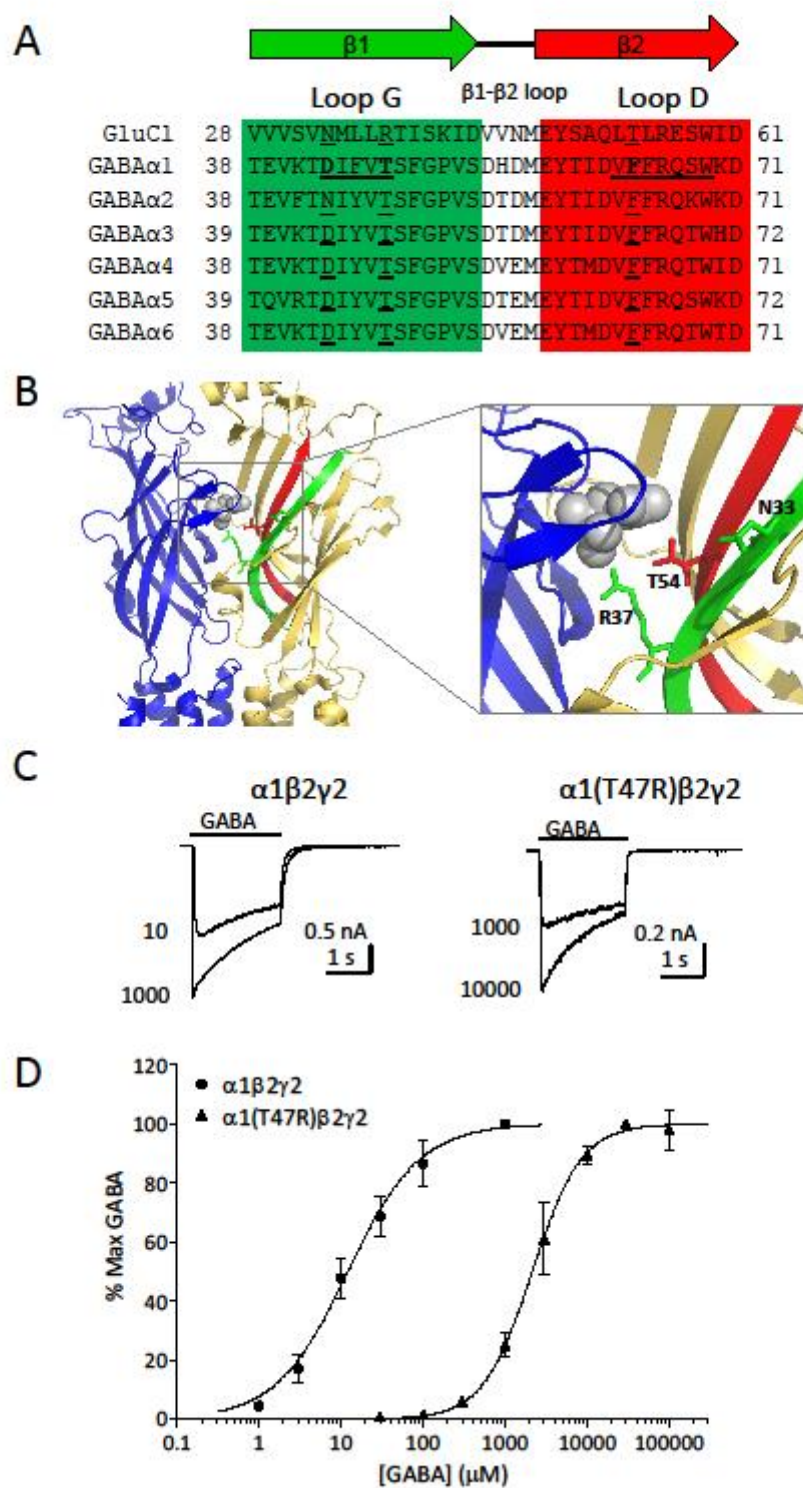 A
β1
β2
Loop G
β1-β2 loop
Loop D
GluCl 28 VVVSVNMLLRTISKIDVVNMEYSAQLTLRESWID 61
GABAα1 38 TEVKTDIFVTSFGPVSDHDMEYTIDVFFRQSWKD 71
GABAα2 38 TEVFTNIYVTSFGPVSDTDMEYTIDVFFRQKWKD 71
GABAα3 39 TEVKTDIYVTSFGPVSDTDMEYTIDVFFRQTWHD 72
GABAα4 38 TEVKTDIYVTSFGPVSDVEMEYTMDVFFRQTWID 71
GABAα5 39 TQVRTDIYVTSFGPVSDTEMEYTIDVFFRQSWKD 72
GABAα6 38 TEVKTDIYVTSFGPVSDVEMEYTMDVFFRQTWTD 71
B
N33
T54
R37
C
α1β2γ2
α1(T47R)β2γ2
GABA
GABA
10
0.5 nA
1 s
1000
1000
0.2 nA
1 s
10000
D
120
100
80
60
40
20
0
% Max GABA
α1β2γ2
α1(T47R)β2γ2
0.1 1 10 100 1000 10000 100000
[GABA] (μM)